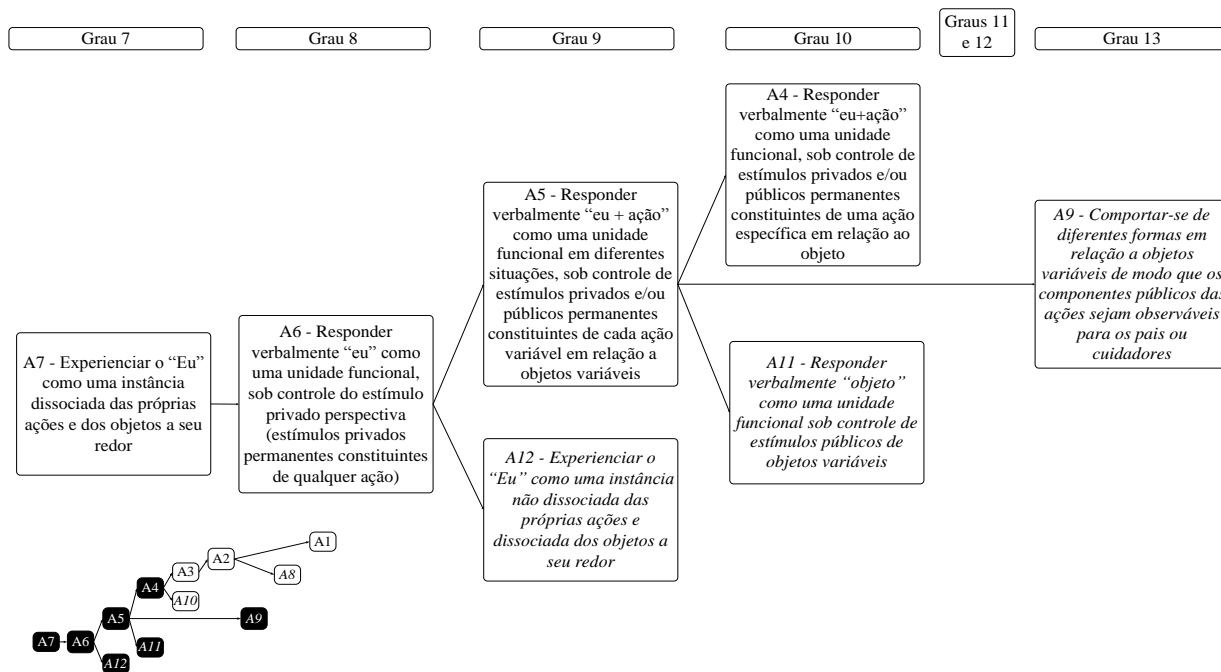 Grau 7
Grau 8
Grau 9
Grau 10
Graus 11
e 12
Grau 13
A7 - Experienciar o “Eu”
como uma instância
dissociada das próprias
ações e dos objetos a seu
redor
A6 - Responder
verbalmente “eu” como
uma unidade funcional,
sob controle do estímulo
privado perspectiva
(estímulos privados
permanentes constituintes
de qualquer ação)
A5 - Responder
verbalmente “eu + ação”
como uma unidade
funcional em diferentes
situações, sob controle de
estímulos privados e/ou
públicos permanentes
constituintes de cada ação
variável em relação a
objetos variáveis
A12 - Experienciar o
“Eu” como uma instância
não dissociada das
próprias ações e
dissociada dos objetos a
seu redor
A4 - Responder
verbalmente “eu+ação”
como uma unidade
funcional, sob controle de
estímulos privados e/ou
públicos permanentes
constituintes de uma ação
específica em relação ao
objeto
A11 - Responder
verbalmente “objeto”
como uma unidade
funcional sob controle de
estímulos públicos de
objetos variáveis
A9 - Comportar-se de
diferentes formas em
relação a objetos
variáveis de modo que os
componentes públicos das
ações sejam observáveis
para os pais ou
cuidadores
A7
A6
A5
A12
A4
A11
A3
A10
A2
A1
A8
A9